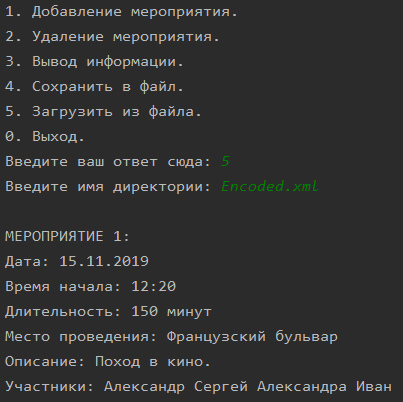 1. Добавление мероприятия.
2. Удаление мероприятия.
3. Вывод информации.
4. Сохранить в файл.
5. Загрузить из файла.
0. Выход.
Введите ваш ответ сюда: 5
Введите имя директории: Encoded.xml
МЕРОПРИЯТИЕ 1:
Дата: 15.11.2019
Время начала: 12:20
Длительность: 150 минут
Место проведения: Французский бульвар
Описание: Поход в кино.
Участники: Александр Сергей Александра Иван